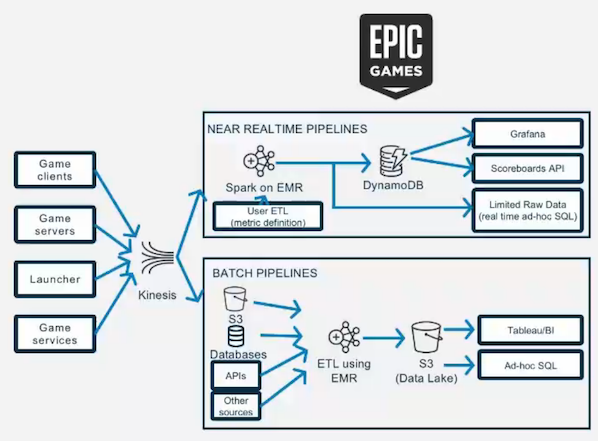 EPIC
GAMES
Game
clients
Game
servers
Launcher
Game
services
Kinesis
NEAR REALTIME PIPELINES
Spark on EMR
User ETL
(metric definition)
DynamoDB
Grafana
Scoreboards API
Limited Raw Data
(real time ad-hoc SQL)
BATCH PIPELINES
S3
Databases
APIs
Other
sources
ETL using
EMR
S3
(Data Lake)
Tableau/BI
Ad-hoc SQL